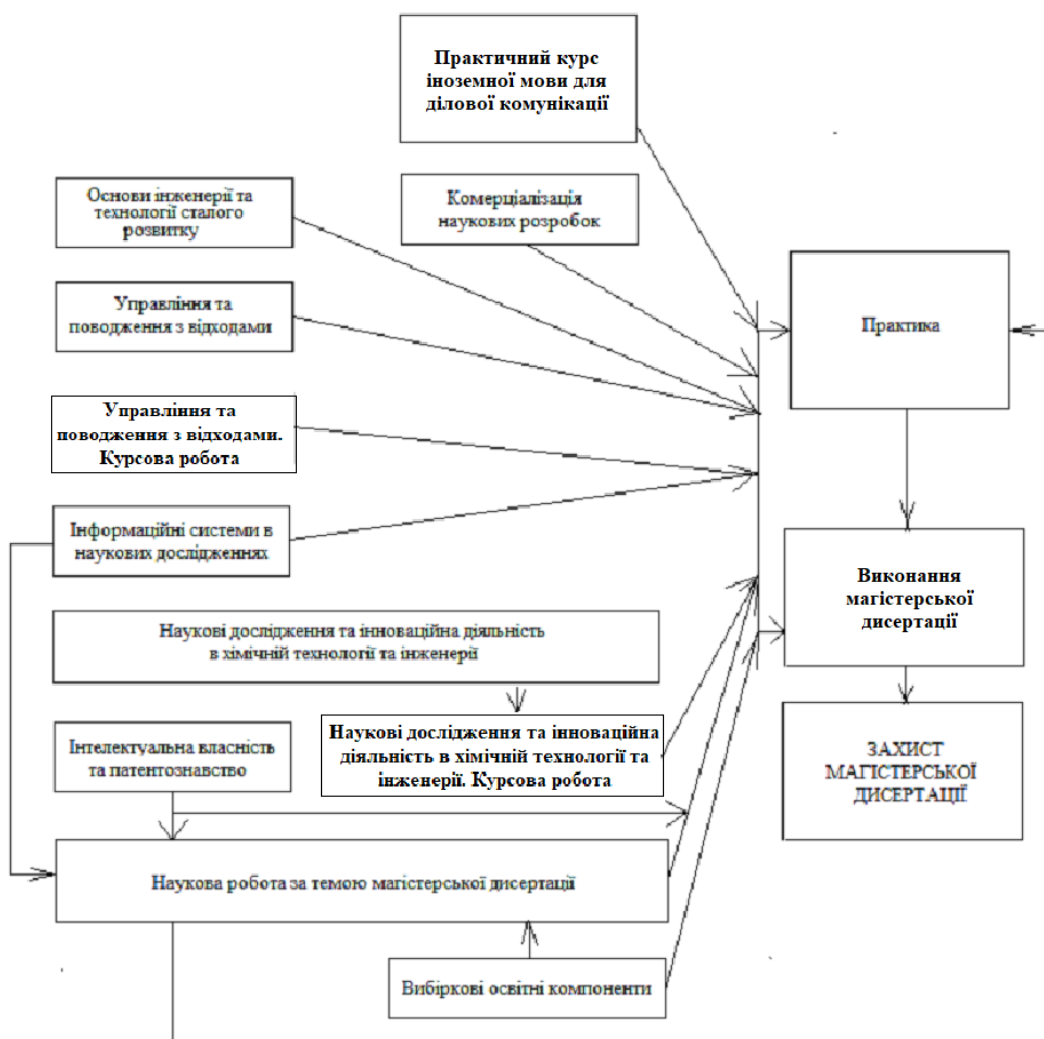 Практичний курс
іноземної мови для
ділової комунікації
Основи інженерії та
технології сталого
розвитку
Комерціалізація
наукових розробок
Управління та
поводження з відходами
Практика
Управління та
поводження з відходами.
Курсова робота
Інформаційні системи в
наукових дослідженнях
Виконання
магістерської
дисертації
Наукові дослідження та інноваційна діяльність
в хімічній технології та інженерії
Інтелектуальна власність
та патентознавство
Наукові дослідження та інноваційна
діяльність в хімічній технології та
інженерії. Курсова робота
ЗАХИСТ
МАГІСТЕРСЬКОЇ
ДИСЕРТАЦІЇ
Наукова робота за темою магістерської дисертації
Вибіркові освітні компоненти